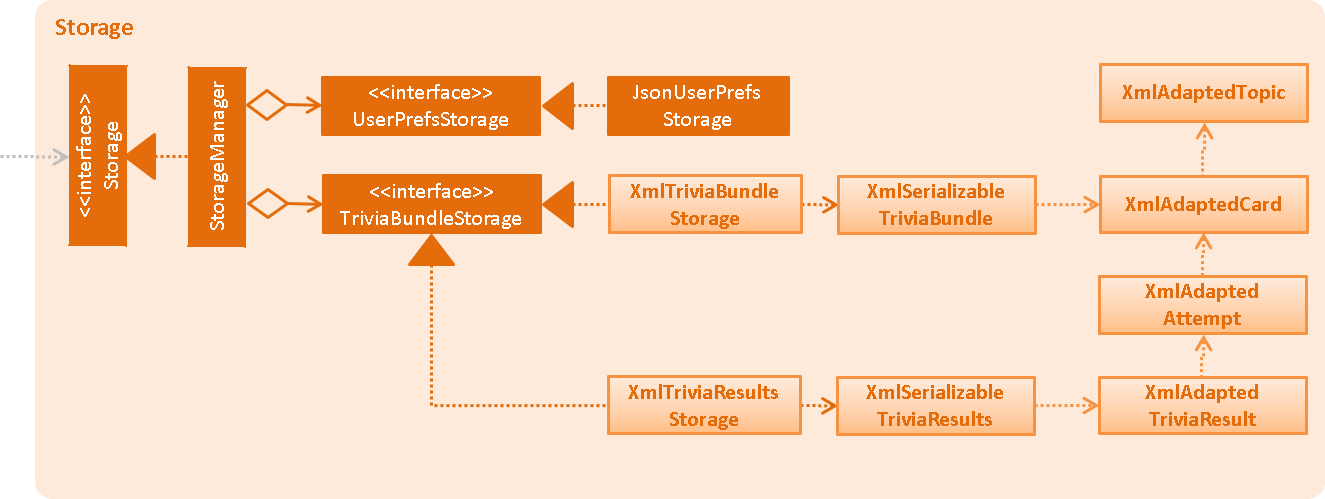 Storage
<<interface>>
Storage
StorageManager
<<interface>>
UserPrefsStorage
JsonUserPrefs
Storage
XmlAdaptedTopic
<<interface>>
TriviaBundleStorage
XmlTriviaBundle
Storage
XmlSerializable
TriviaBundle
XmlAdaptedCard
XmlAdapted
Attempt
XmlTriviaResults
Storage
XmlSerializable
TriviaResults
XmlAdapted
TriviaResult